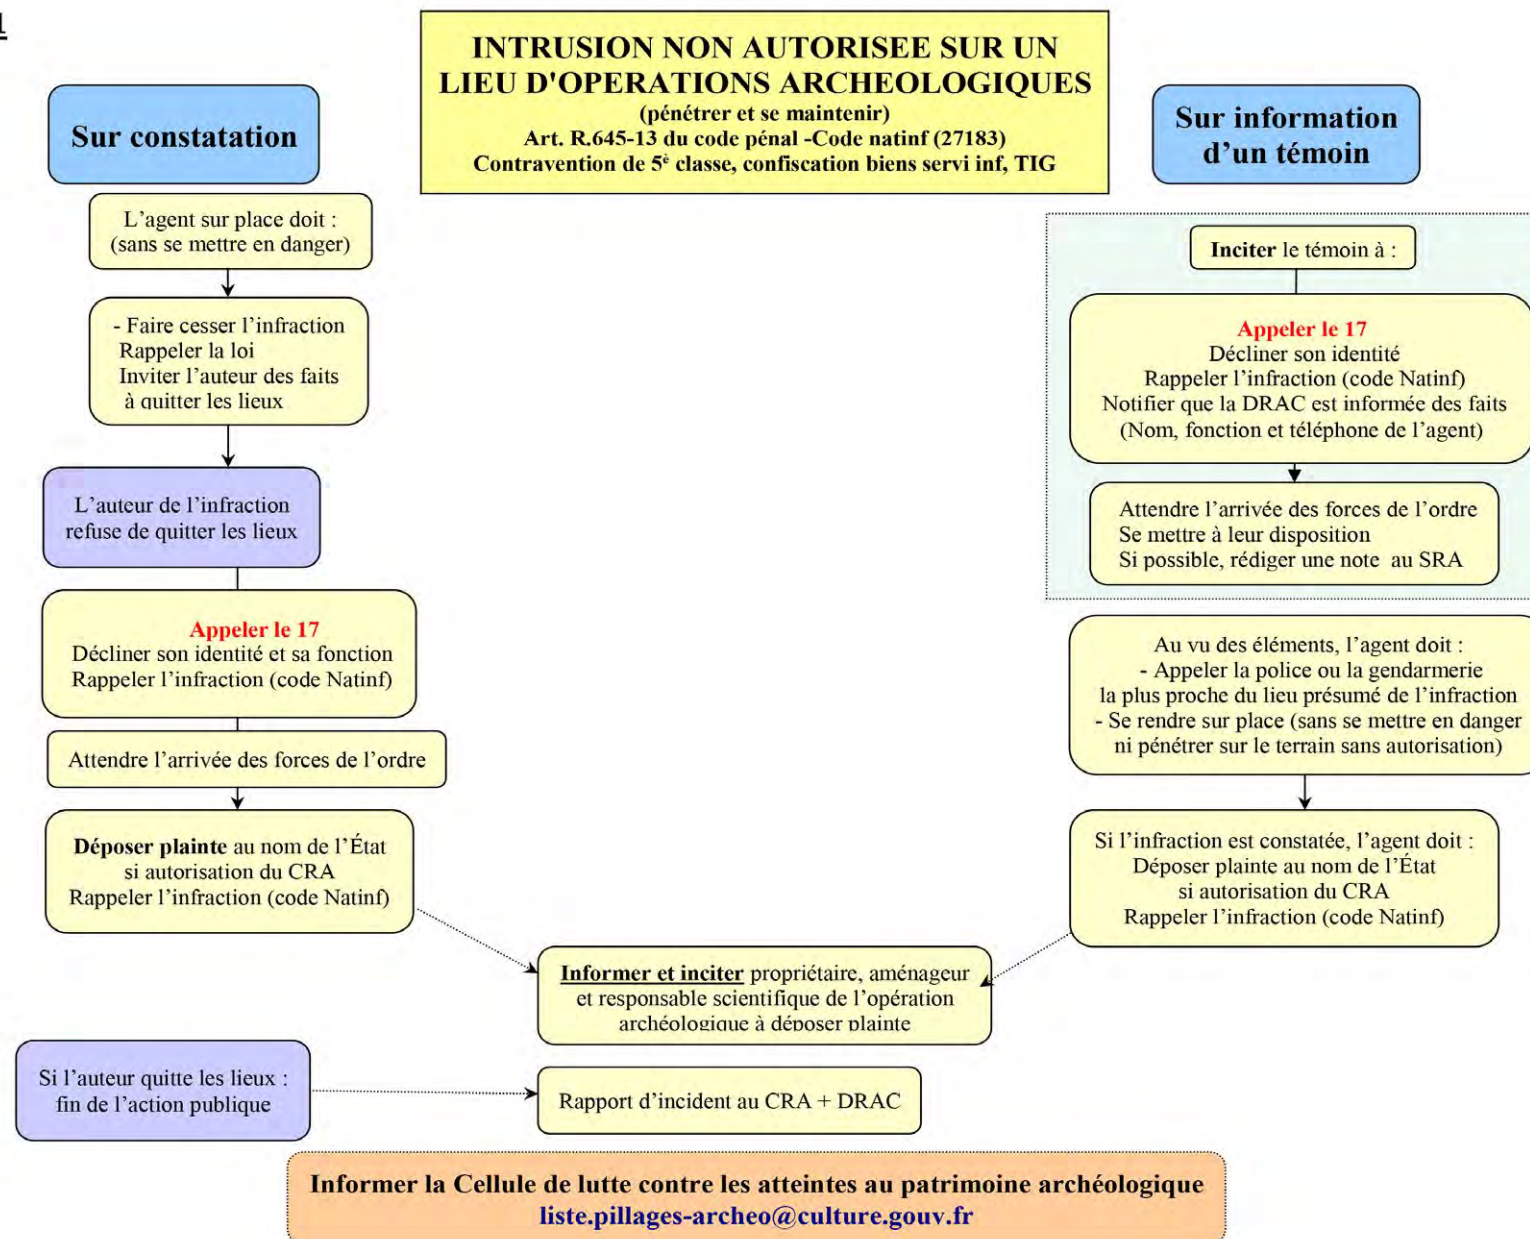 INTRUSION NON AUTORISEE SUR UN
LIEU D'OPERATIONS ARCHEOLOGIQUES
(pénétrer et se maintenir)
Art. R.645-13 du code pénal -Code natinf (27183)
Contravention de 5è classe, confiscation biens servi inf, TIG
Sur constatation
L’agent sur place doit :
(sans se mettre en danger)
- Faire cesser l’infraction
Rappeler la loi
Inviter l’auteur des faits
à quitter les lieux
L’auteur de l’infraction
refuse de quitter les lieux
Appeler le 17
Décliner son identité et sa fonction
Rappeler l’infraction (code Natinf)
Attendre l’arrivée des forces de l’ordre
Déposer plainte au nom de l’État
si autorisation du CRA
Rappeler l’infraction (code Natinf)
Sur information
d’un témoin
Inciter le témoin à :
Appeler le 17
Décliner son identité
Rappeler l’infraction (code Natinf)
Notifier que la DRAC est informée des faits
(Nom, fonction et téléphone de l’agent)
Attendre l’arrivée des forces de l’ordre
Se mettre à leur disposition
Si possible, rédiger une note au SRA
Au vu des éléments, l’agent doit :
- Appeler la police ou la gendarmerie
la plus proche du lieu présumé de l’infraction
- Se rendre sur place (sans se mettre en danger
ni pénétrer sur le terrain sans autorisation)
Si l’infraction est constatée, l’agent doit :
Déposer plainte au nom de l’État
si autorisation du CRA
Rappeler l’infraction (code Natinf)
Informer et inciter propriétaire, aménageur
et responsable scientifique de l’opération
archéologique à déposer plainte
Si l’auteur quitte les lieux :
fin de l’action publique
Rapport d’incident au CRA + DRAC
Informer la Cellule de lutte contre les atteintes au patrimoine archéologique
liste.pillages-archeo@culture.gouv.fr